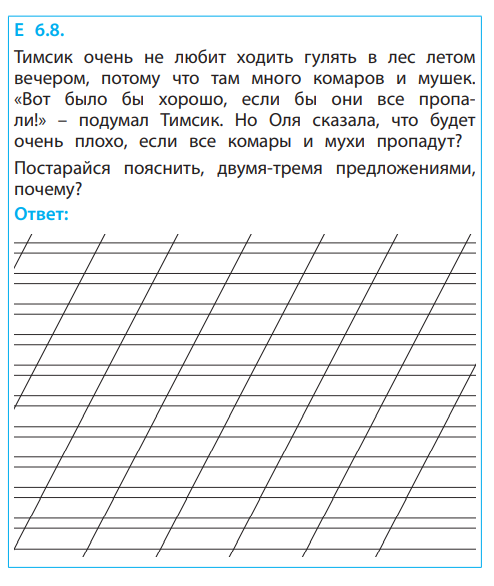 Е 6.8.
Тимсик очень не любит ходить гулять в лес летом
вечером, потому что там много комаров и мушек.
«Вот было бы хорошо, если бы они все пропа-
ли!» – подумал Тимсик. Но Оля сказала, что будет
очень плохо, если все комары и мухи пропадут?
Постарайся пояснить, двумя-тремя предложениями,
почему?
Ответ: